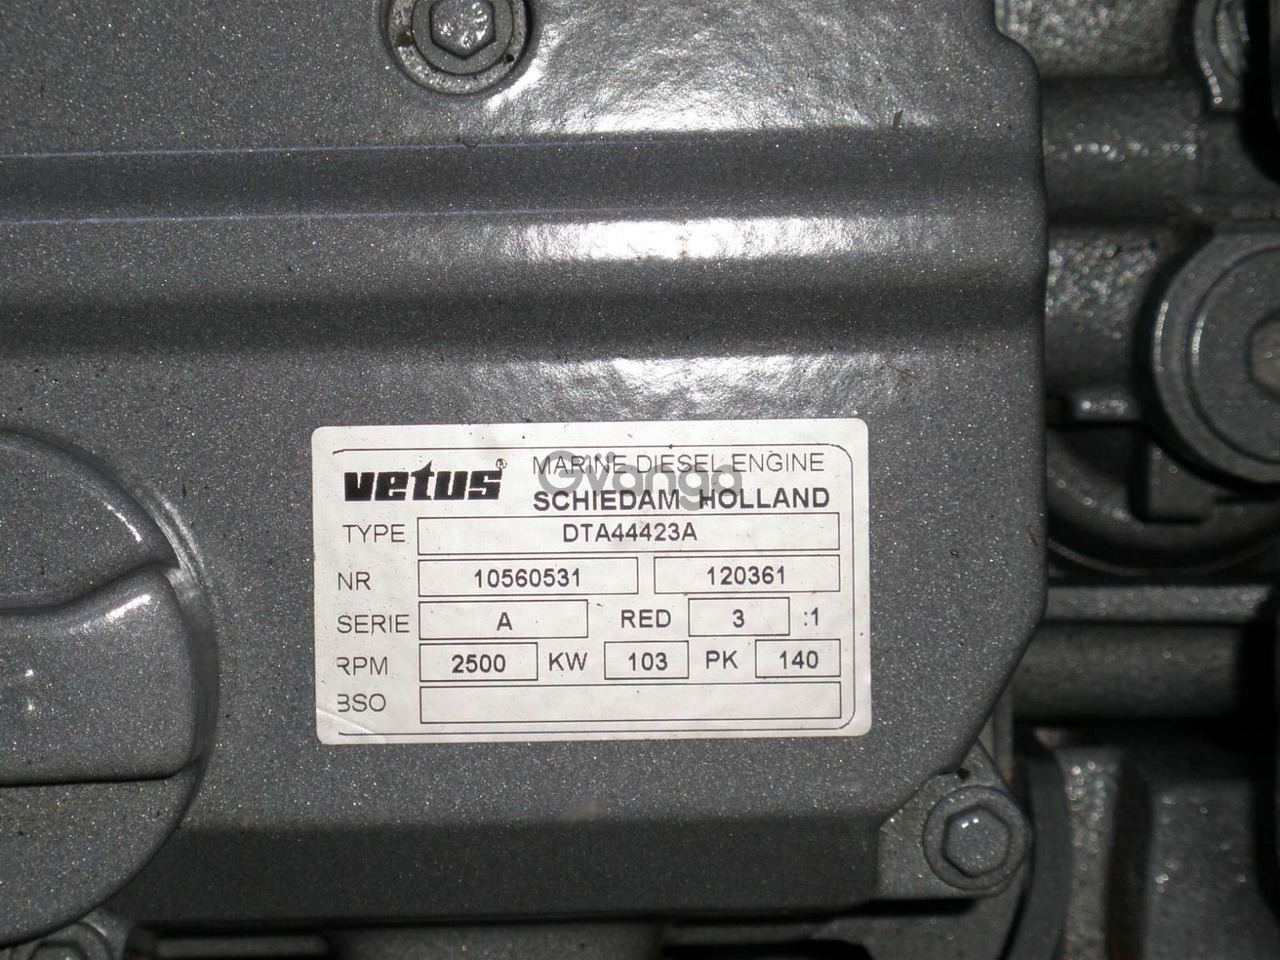 vetus® MARINE DIESEL ENGINE
SCHIEDAM HOLLAND
Gvongo
TYPE DTA44423A
NR 10560531 120361
SERIE A RED 3 :1
RPM 2500 KW 103 PK 140
BSO